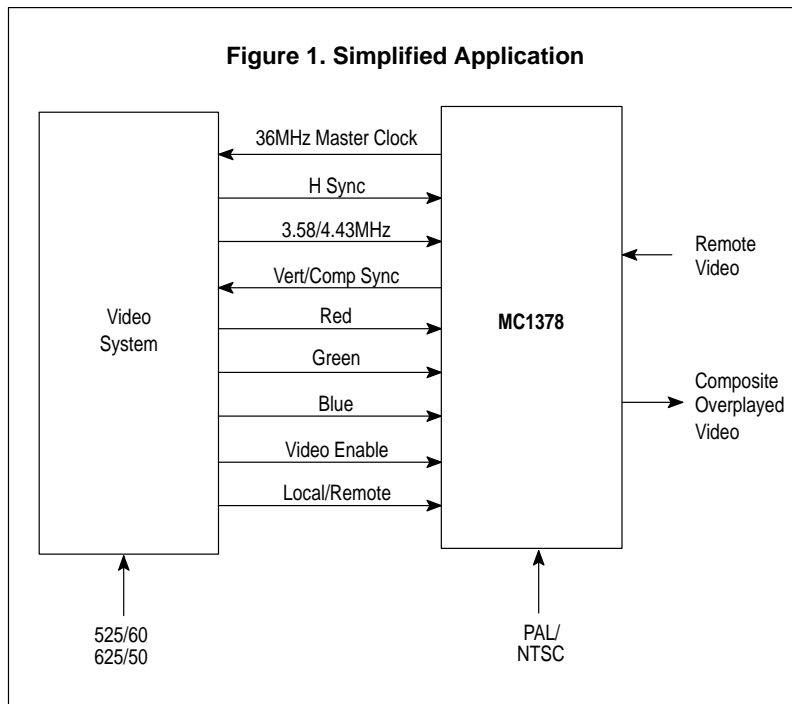 Figure 1. Simplified Application
36MHz Master Clock
H Sync
3.58/4.43MHz
Vert/Comp Sync
Red
Green
Blue
Video Enable
Local/Remote
Video
System
MC1378
Remote
Video
Composite
Overplayed
Video
525/60
625/50
PAL/
NTSC